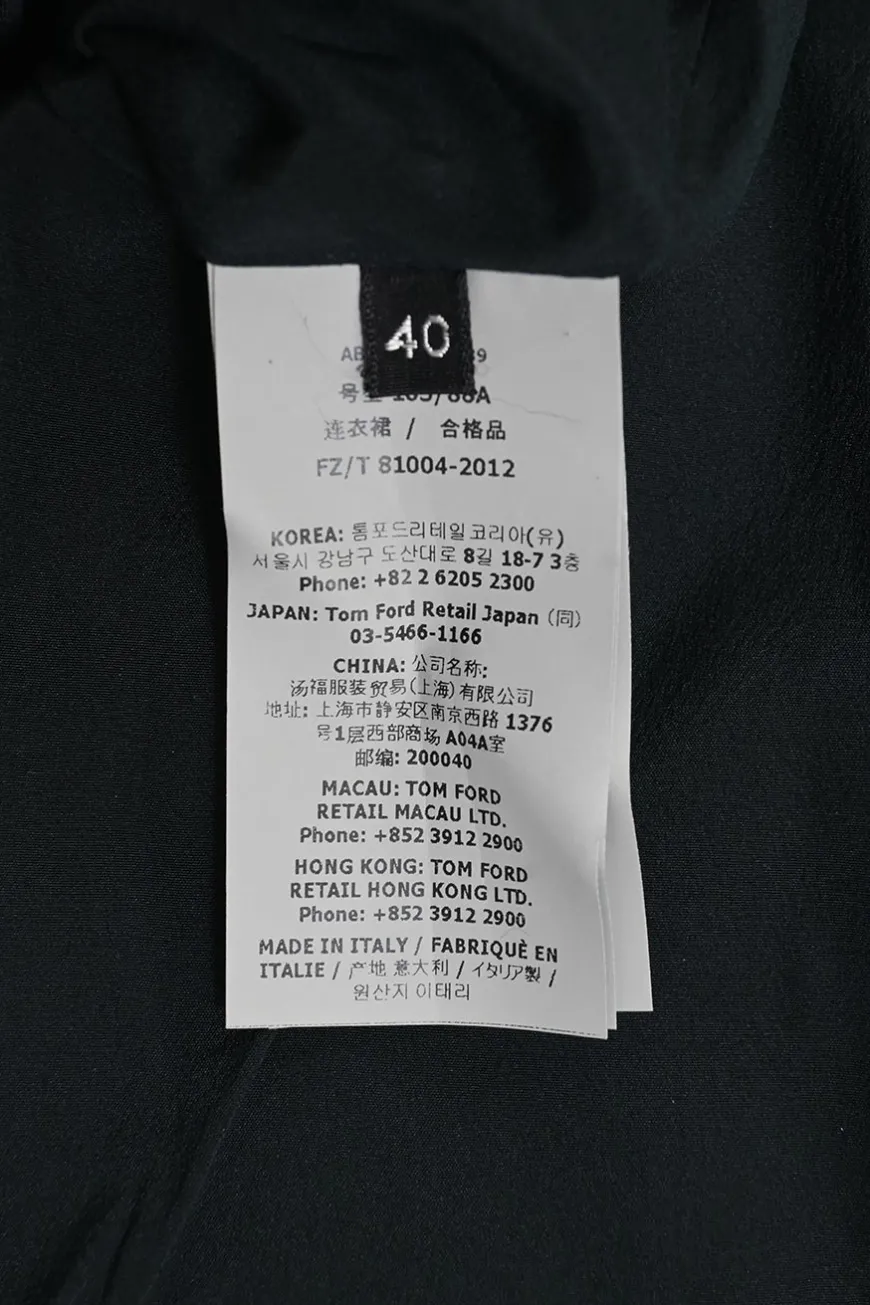 40
AB
号 165/88A
连衣裙 / 合格品
FZ/T 81004-2012
KOREA: 톰포드리테일코리아(유)
서울시 강남구 도산대로 8길 18-7 3층
Phone: +82 2 6205 2300
JAPAN: Tom Ford Retail Japan (同)
03-5466-1166
CHINA: 公司名称:
汤福服装贸易(上海)有限公司
地址: 上海市静安区南京西路 1376
号1层西部商场 A04A室
邮编: 200040
MACAU: TOM FORD
RETAIL MACAU LTD.
Phone: +852 3912 2900
HONG KONG: TOM FORD
RETAIL HONG KONG LTD.
Phone: +852 3912 2900
MADE IN ITALY / FABRIQUÈ EN
ITALIE / 产地 意大利 / イタリア製 /
원산지 이태리